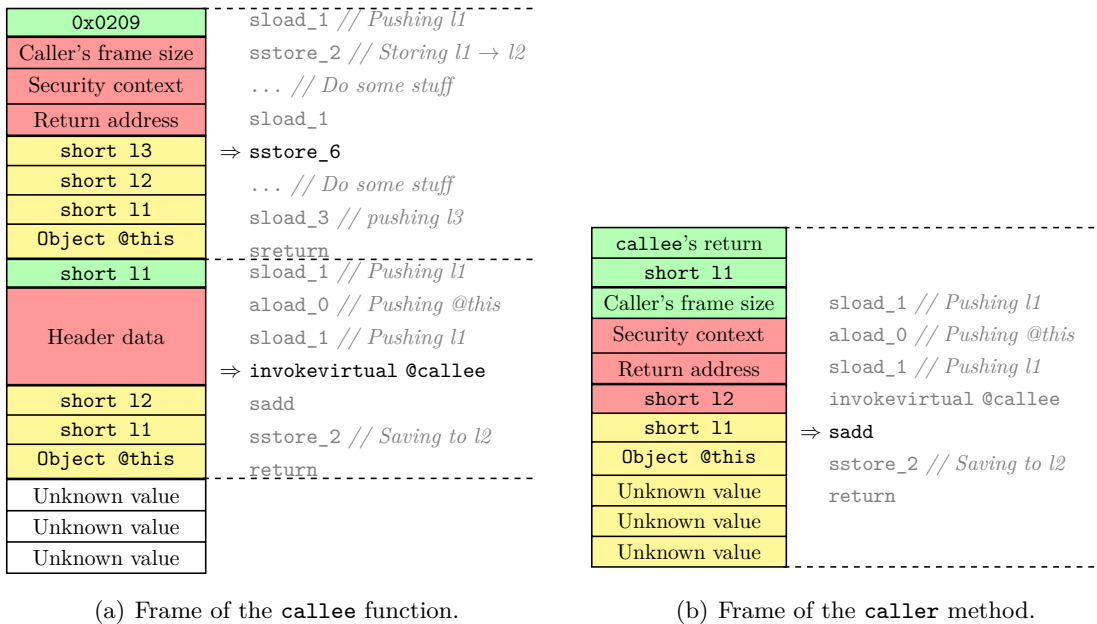 0x0209
Caller's frame size
Security context
Return address
short l3
short l2
short l1
Object @this
short l1
Header data
short l2
short l1
Object @this
Unknown value
Unknown value
Unknown value
sload_1 // Pushing l1
sstore_2 // Storing l1 → l2
... // Do some stuff
sload_1
⇒ sstore_6
... // Do some stuff
sload_3 // pushing l3
sreturn
sload_1 // Pushing l1
aload_0 // Pushing @this
sload_1 // Pushing l1
⇒ invokevirtual @callee
sadd
sstore_2 // Saving to l2
return
(a) Frame of the callee function.
callee's return
short l1
Caller's frame size
Security context
Return address
short l2
short l1
Object @this
Unknown value
Unknown value
Unknown value
sload_1 // Pushing l1
aload_0 // Pushing @this
sload_1 // Pushing l1
invokevirtual @callee
⇒ sadd
sstore_2 // Saving to l2
return
(b) Frame of the caller method.